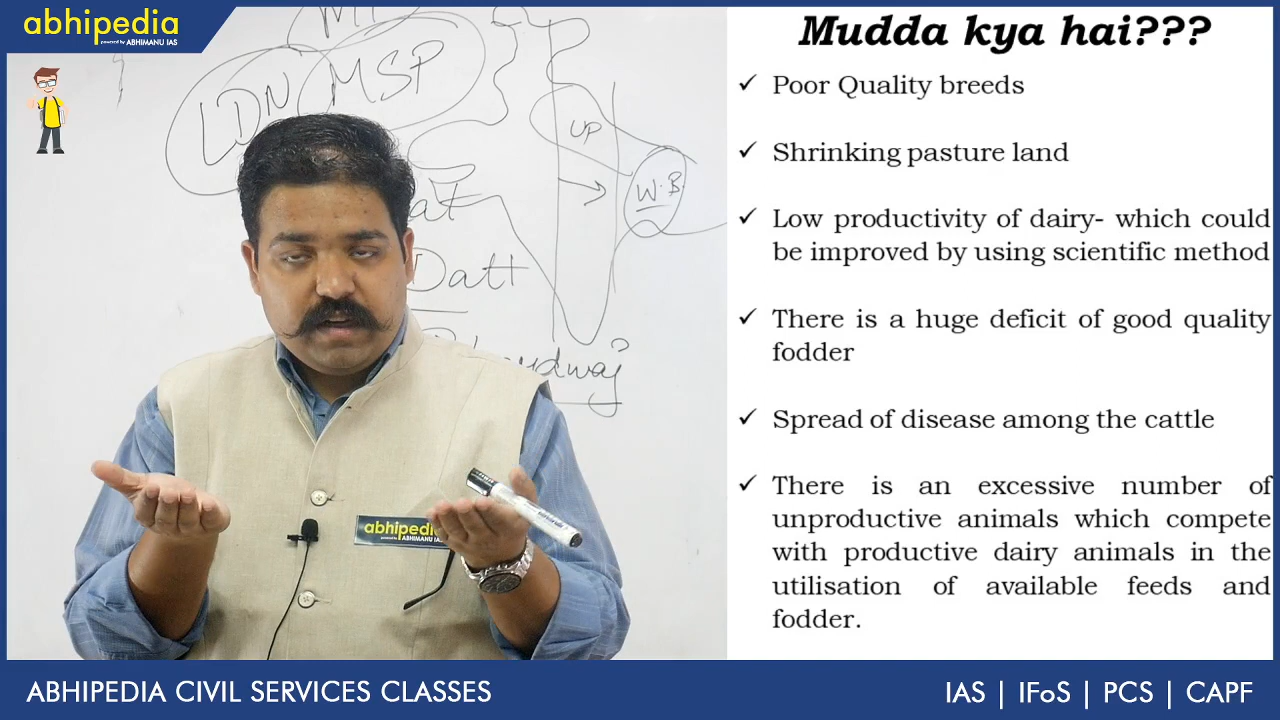 abhipedia
powered by ABHIMANU IAS
LDN
MSP
UP
W.B
Datt
abhipedia
ABHIMANU IAS
Mudda kya hai???
✓ Poor Quality breeds
✓ Shrinking pasture land
✓ Low productivity of dairy- which could
be improved by using scientific method
✓ There is a huge deficit of good quality
fodder
✓ Spread of disease among the cattle
✓ There is an excessive number of
unproductive animals which compete
with productive dairy animals in the
utilisation of available feeds and
fodder.
ABHIPEDIA CIVIL SERVICES CLASSES
IAS | IFoS | PCS | CAPF